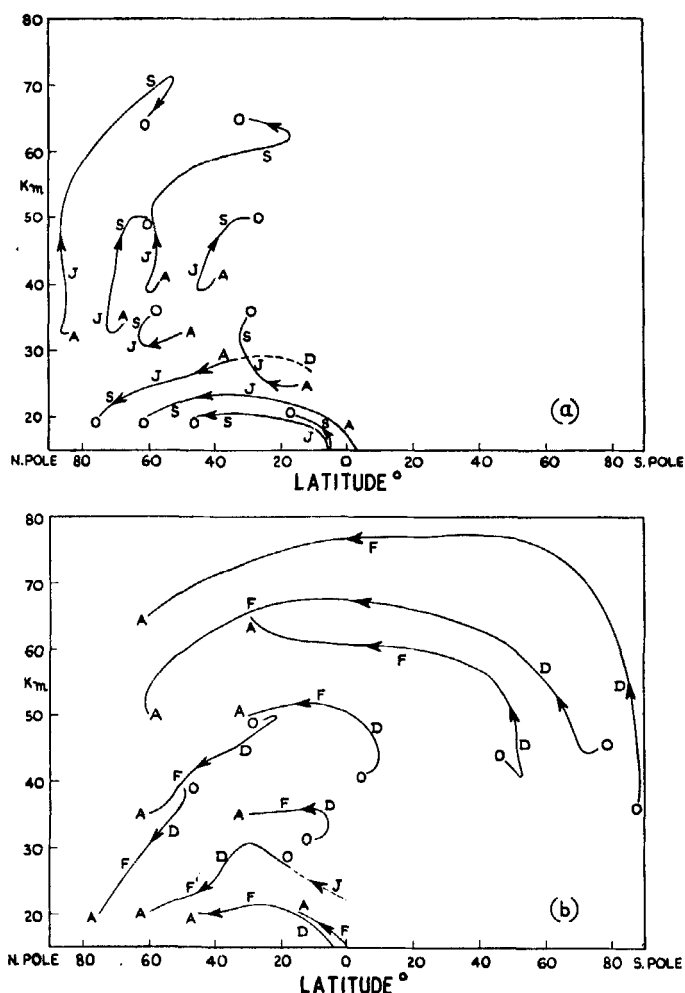 80
70 S
O O
60 S
Km
50 S O S O
J J J
40 A A
J A S O O
J A S A
30 A J D
J J A
S J
20 O O S O S O S A
J
(a)
N. POLE 80 60 40 20 0 20 40 60 80 S. POLE
LATITUDE°
80
F
70
A F A
60 F D
Km D
50 A A F O D O
D D O
40 F O O
A D A F D O
30 F D O O
F D J
20 A A A F A
D F
(b)
N. POLE 80 60 40 20 0 20 40 60 80 S. POLE
LATITUDE°